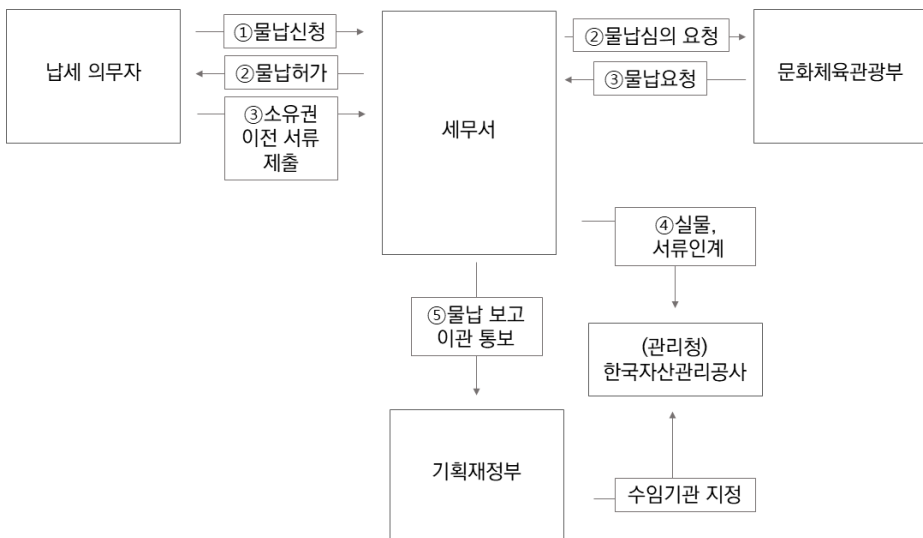 납세 의무자
①물납신청
②물납허가
③소유권
이전 서류
제출
세무서
②물납심의 요청
③물납요청
문화체육관광부
④실물,
서류인계
⑤물납 보고
이관 통보
(관리청)
한국자산관리공사
기획재정부
수임기관 지정